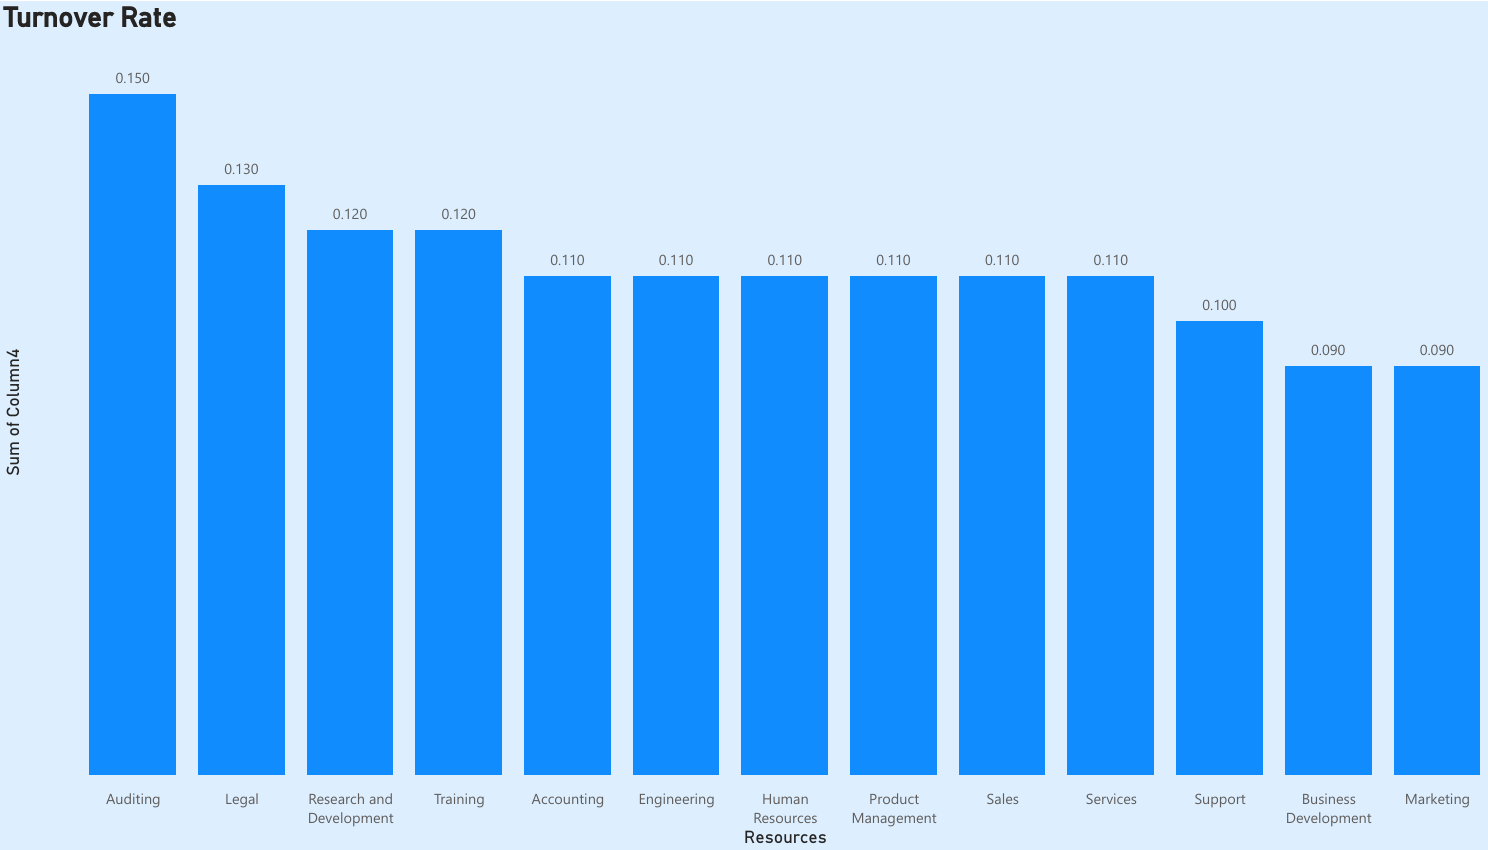 Turnover Rate
0.150
0.130
0.120
0.120
0.110
0.110
0.110
0.110
0.110
0.110
0.100
0.090
0.090
Sum of Column4
Auditing
Legal
Research and
Development
Training
Accounting
Engineering
Human
Resources
Product
Management
Sales
Services
Support
Business
Development
Marketing
Resources